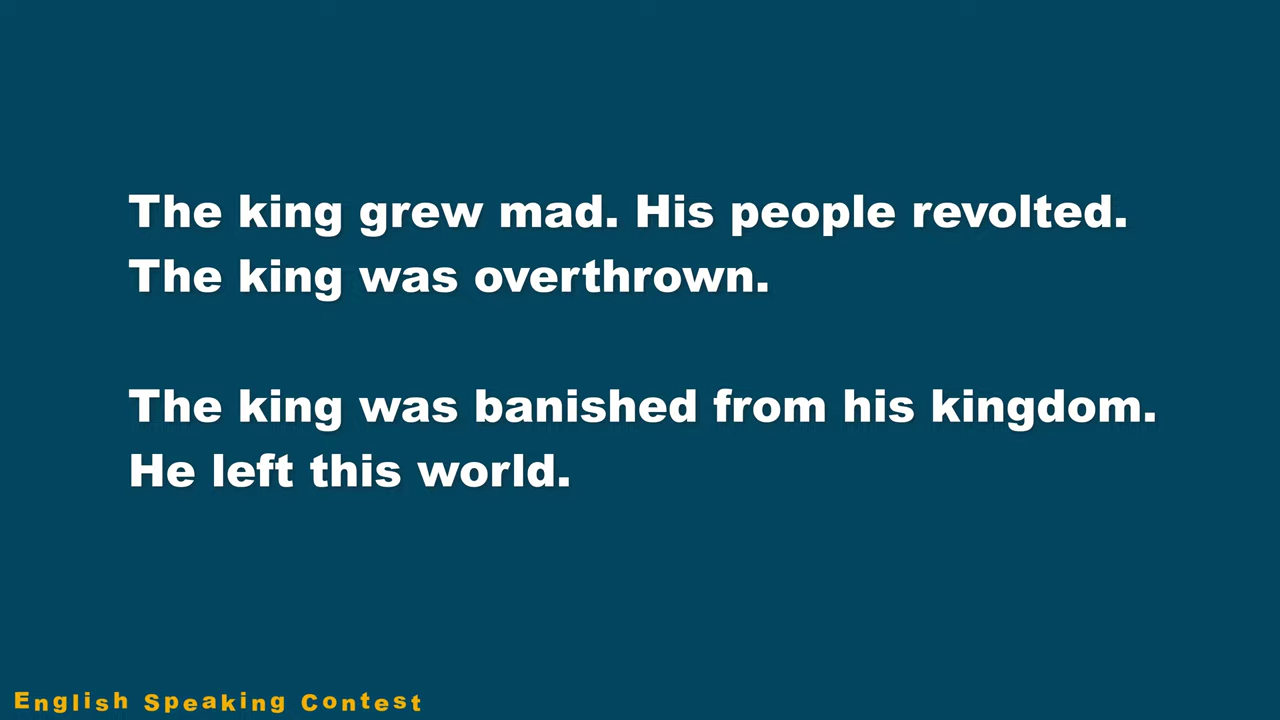 The king grew mad. His people revolted.
The king was overthrown.
The king was banished from his kingdom.
He left this world.
English Speaking Contest